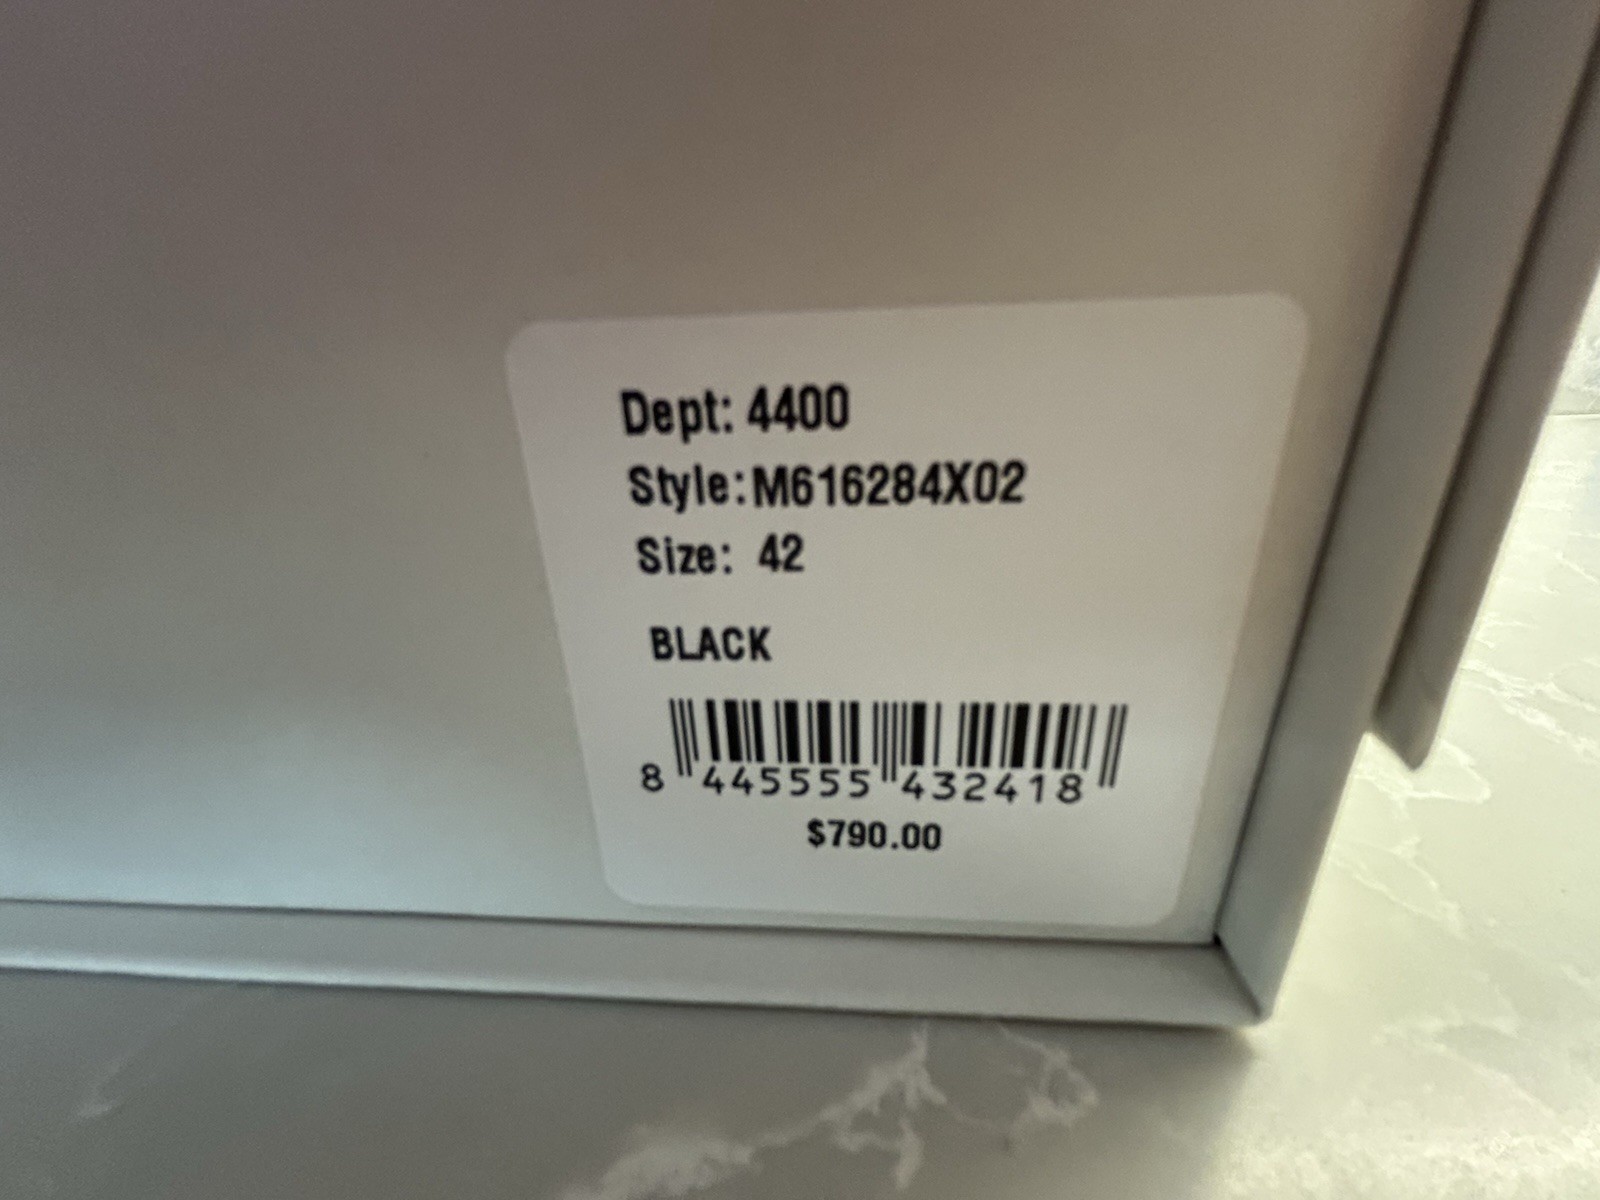 Dept: 4400
Style:M616284X02
Size: 42
BLACK
8 445555 432418
$790.00